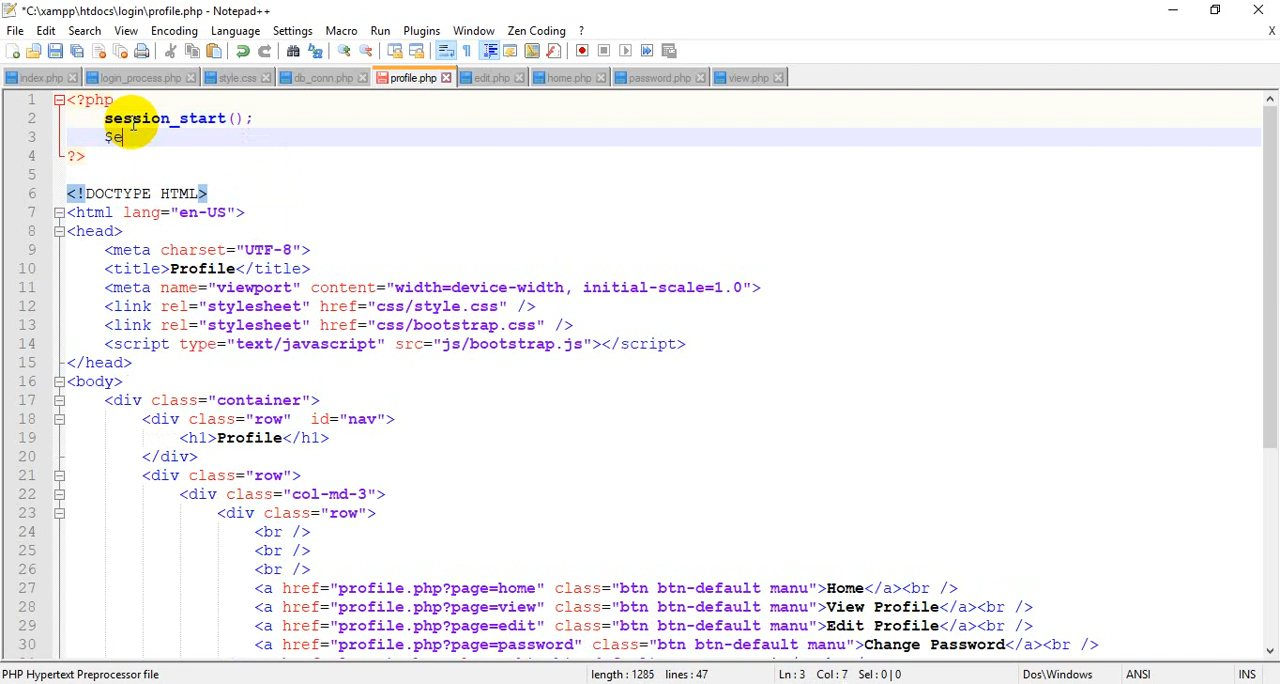 *C:\xampp\htdocs\login\profile.php - Notepad++
File Edit Search View Encoding Language Settings Macro Run Plugins Window Zen Coding ? X
index.php login_process.php style.css db_conn.php profile.php edit.php home.php password.php view.php
1 <?php
2 session_start();
3 $e
4 ?>
5
6 <!DOCTYPE HTML>
7 <html lang="en-US">
8 <head>
9 <meta charset="UTF-8">
10 <title>Profile</title>
11 <meta name="viewport" content="width=device-width, initial-scale=1.0">
12 <link rel="stylesheet" href="css/style.css" />
13 <link rel="stylesheet" href="css/bootstrap.css" />
14 <script type="text/javascript" src="js/bootstrap.js"></script>
15 </head>
16 <body>
17 <div class="container">
18 <div class="row"  id="nav">
19 <h1>Profile</h1>
20 </div>
21 <div class="row">
22 <div class="col-md-3">
23 <div class="row">
24 <br />
25 <br />
26 <br />
27 <a href="profile.php?page=home" class="btn btn-default manu">Home</a><br />
28 <a href="profile.php?page=view" class="btn btn-default manu">View Profile</a><br />
29 <a href="profile.php?page=edit" class="btn btn-default manu">Edit Profile</a><br />
30 <a href="profile.php?page=password" class="btn btn-default manu">Change Password</a><br />
PHP Hypertext Preprocessor file length : 1285 lines : 47 Ln : 3 Col : 7 Sel : 0 | 0 Dos\Windows ANSI INS